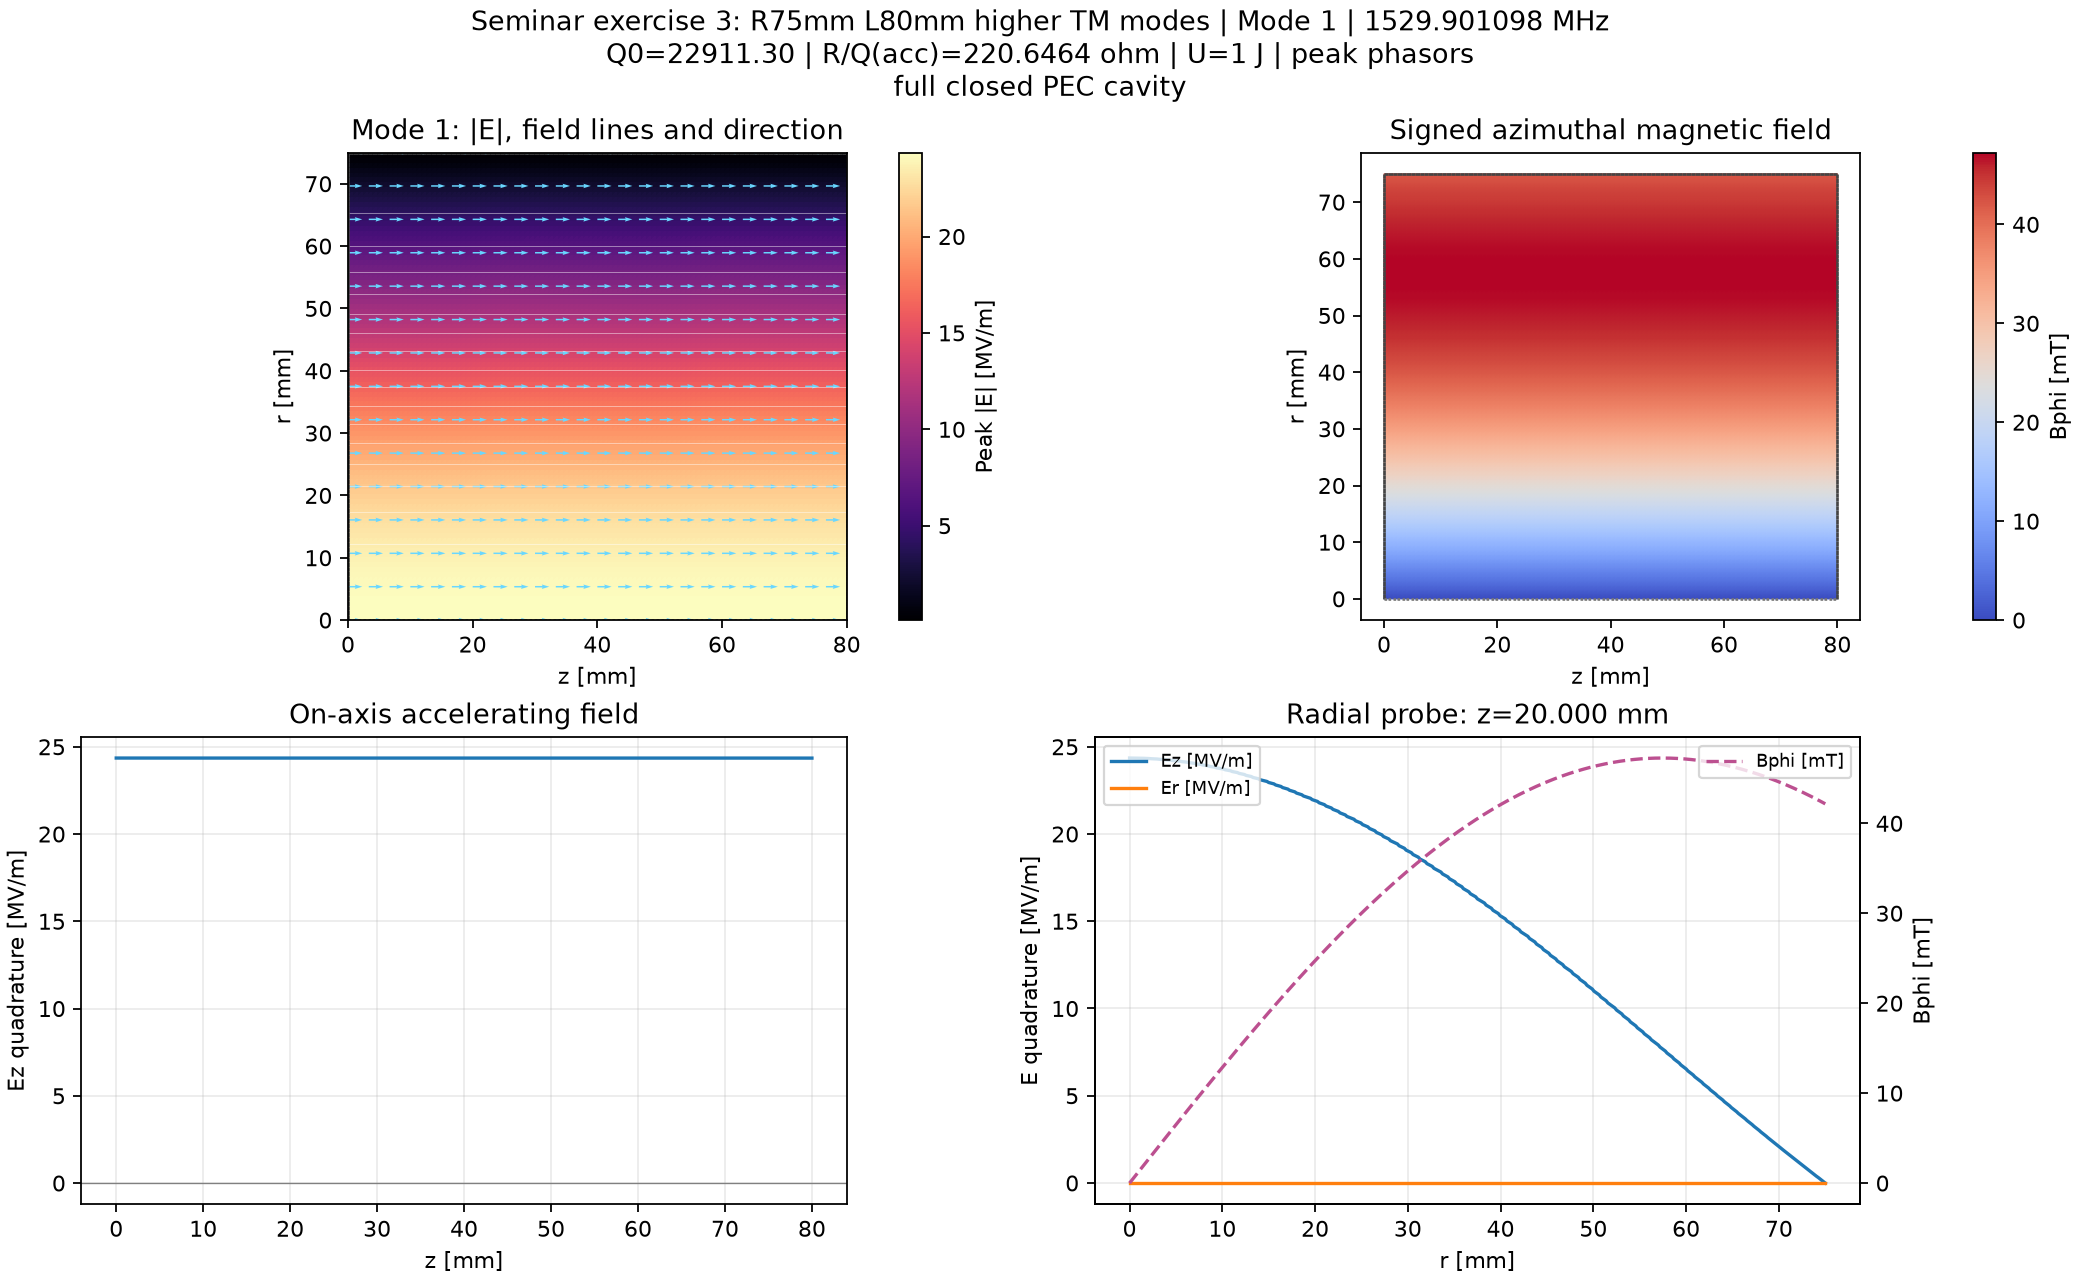 Seminar exercise 3: R75mm L80mm higher TM modes | Mode 1 | 1529.901098 MHz
Q0=22911.30 | R/Q(acc)=220.6464 ohm | U=1 J | peak phasors
full closed PEC cavity
Mode 1: |E|, field lines and direction
70
60
50
40
30
20
10
0
r [mm]
0 20 40 60 80
z [mm]
20
15
10
5
Peak |E| [MV/m]
Signed azimuthal magnetic field
70
60
50
40
30
20
10
0
r [mm]
0 20 40 60 80
z [mm]
40
30
20
10
0
Bphi [mT]
On-axis accelerating field
25
20
15
10
5
0
Ez quadrature [MV/m]
0 10 20 30 40 50 60 70 80
z [mm]
Radial probe: z=20.000 mm
Ez [MV/m]
Er [MV/m]
Bphi [mT]
25
20
15
10
5
0
E quadrature [MV/m]
0 10 20 30 40 50 60 70
r [mm]
40
30
20
10
0
Bphi [mT]